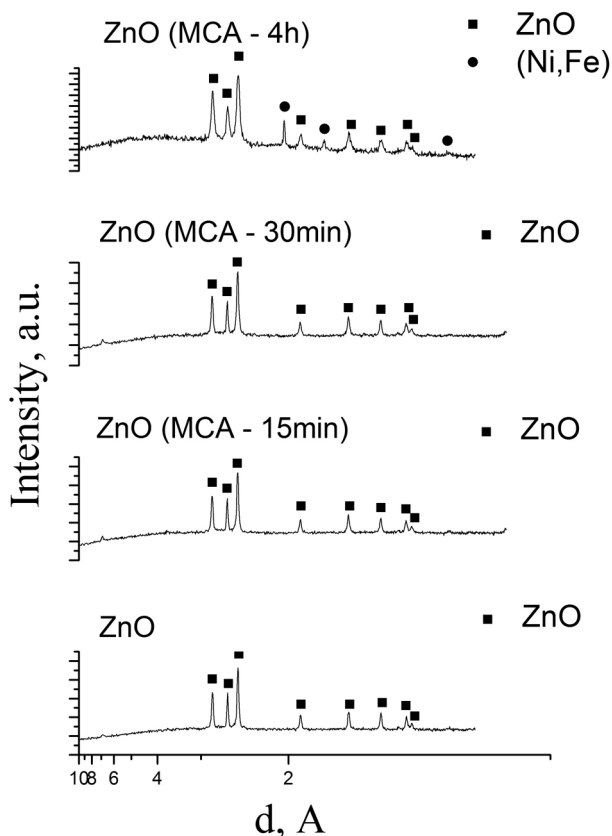 ZnO (MCA - 4h)
ZnO
(Ni,Fe)
ZnO (MCA - 30min)
ZnO
ZnO (MCA - 15min)
ZnO
ZnO
ZnO
Intensity, a.u.
10 8 6 4 2
d, A